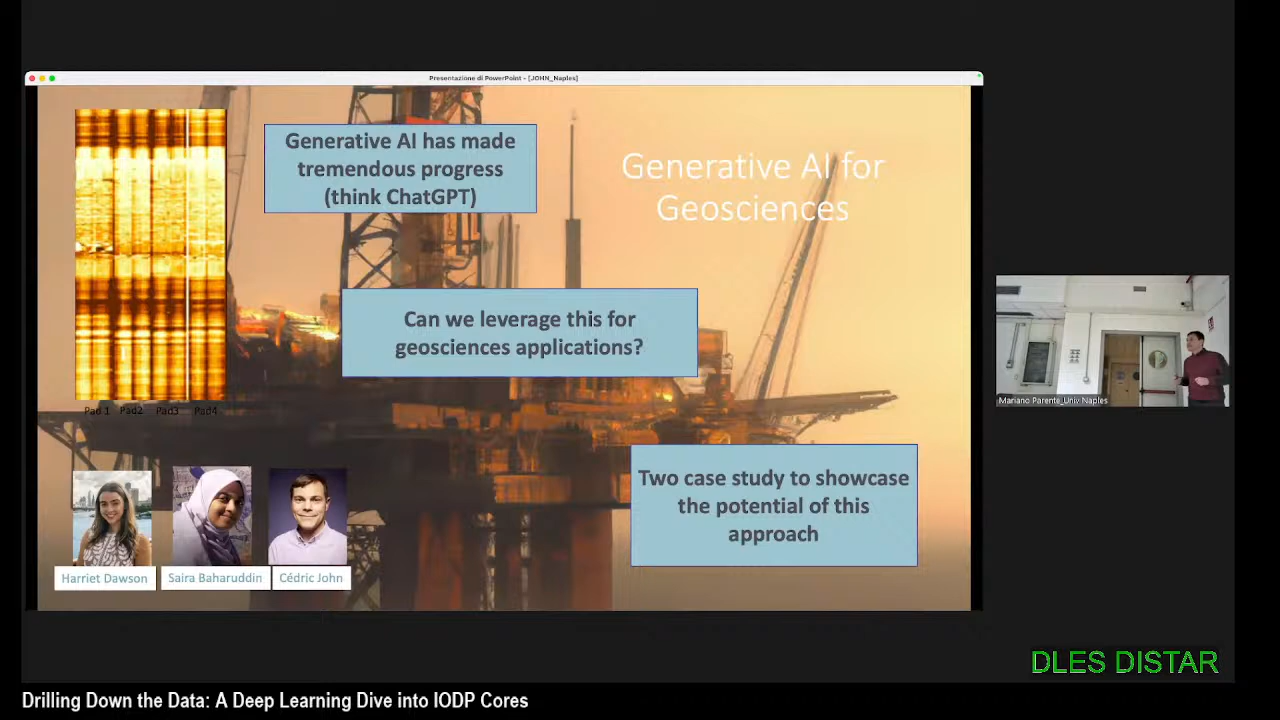 Presentazione di PowerPoint - [JOHN_Naples]
Generative AI has made
tremendous progress
(think ChatGPT)
Generative AI for
Geosciences
Can we leverage this for
geosciences applications?
Pad 1 Pad2 Pad3 Pad4
Two case study to showcase
the potential of this
approach
Harriet Dawson
Saira Baharuddin
Cédric John
Mariano Parente_Univ Naples
DLES DISTAR
Drilling Down the Data: A Deep Learning Dive into IODP Cores